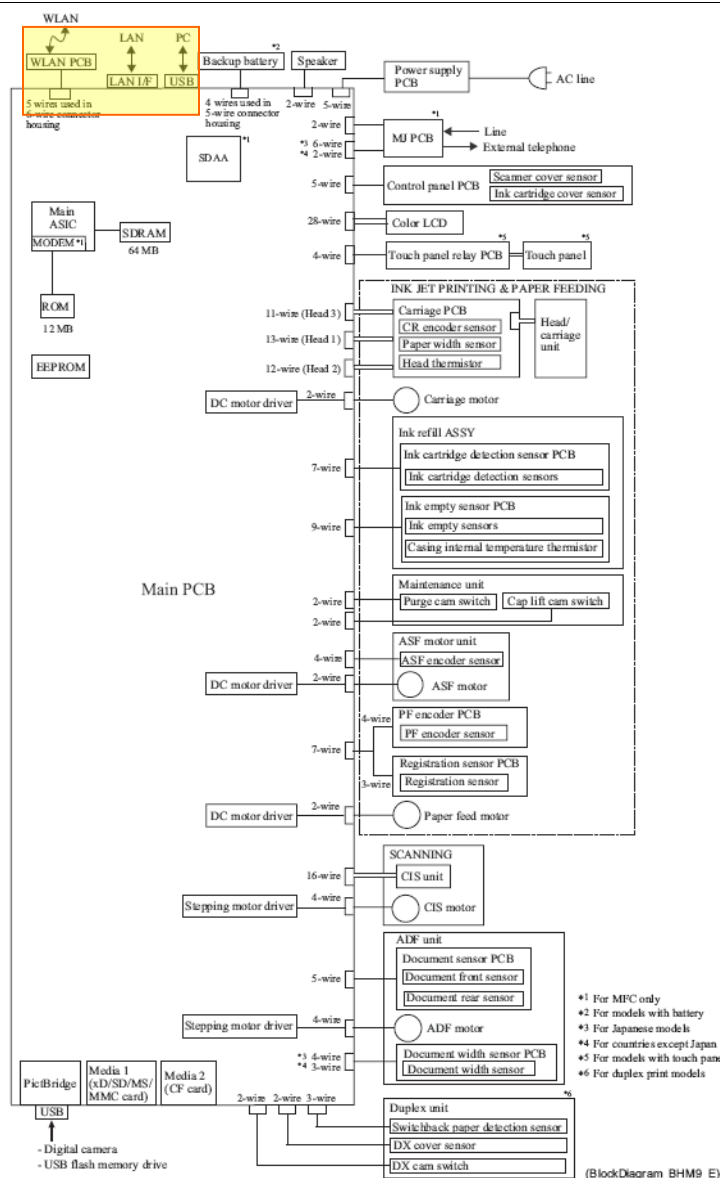 WLAN
LAN
PC
WLAN PCB
LAN I/F
USB
5 wires used in
6-wire connector
housing
*2
Backup battery
4 wires used in
5-wire connector
housing
Speaker
2-wire
5-wire
Power supply
PCB
AC line
2-wire
*3 6-wire
*4 2-wire
*1
MJ PCB
Line
External telephone
SDAA
*1
5-wire
Control panel PCB
Scanner cover sensor
Ink cartridge cover sensor
Main
ASIC
MODEM *1
SDRAM
64 MB
28-wire
Color LCD
4-wire
*5
Touch panel relay PCB
*5
Touch panel
ROM
12 MB
EEPROM
INK JET PRINTING & PAPER FEEDING
11-wire (Head 3)
13-wire (Head 1)
12-wire (Head 2)
Carriage PCB
CR encoder sensor
Paper width sensor
Head thermistor
Head/
carriage
unit
DC motor driver
2-wire
Carriage motor
Ink refill ASSY
7-wire
Ink cartridge detection sensor PCB
Ink cartridge detection sensors
9-wire
Ink empty sensor PCB
Ink empty sensors
Casing internal temperature thermistor
Main PCB
Maintenance unit
2-wire
Purge cam switch
Cap lift cam switch
2-wire
ASF motor unit
4-wire
ASF encoder sensor
DC motor driver
2-wire
ASF motor
7-wire
4-wire
PF encoder PCB
PF encoder sensor
3-wire
Registration sensor PCB
Registration sensor
DC motor driver
2-wire
Paper feed motor
SCANNING
16-wire
CIS unit
Stepping motor driver
4-wire
CIS motor
ADF unit
5-wire
Document sensor PCB
Document front sensor
Document rear sensor
Stepping motor driver
4-wire
ADF motor
*3 4-wire
*4 3-wire
Document width sensor PCB
Document width sensor
*1 For MFC only
*2 For models with battery
*3 For Japanese models
*4 For countries except Japan
*5 For models with touch pane
*6 For duplex print models
PictBridge
Media 1
(xD/SD/MS/
MMC card)
Media 2
(CF card)
USB
- Digital camera
- USB flash memory drive
2-wire
2-wire
3-wire
*6
Duplex unit
Switchback paper detection sensor
DX cover sensor
DX cam switch
(BlockDiagram_BHM9_E)